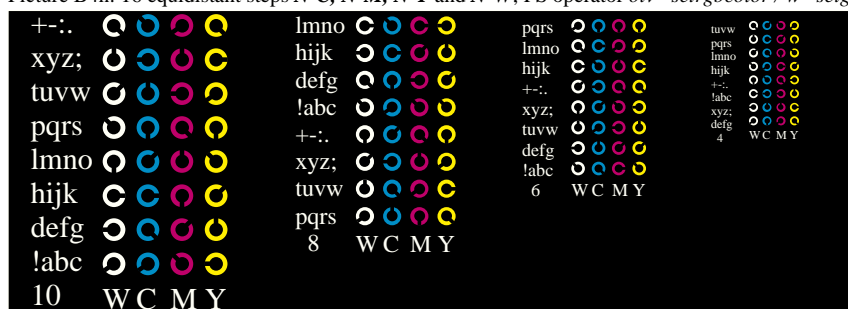 +-:.
xyz;
tuvw
pqrs
lmno
hijk
defg
!abc
10 W C M Y
lmno
hijk
defg
!abc
+-:.
xyz;
tuvw
pqrs
8 W C M Y
pqrs
lmno
hijk
+-:.
xyz;
tuvw
defg
!abc
6 W C M Y
tuvw
pqrs
lmno
hijk
+-:.
!abc
xyz;
defg
4 W C M Y